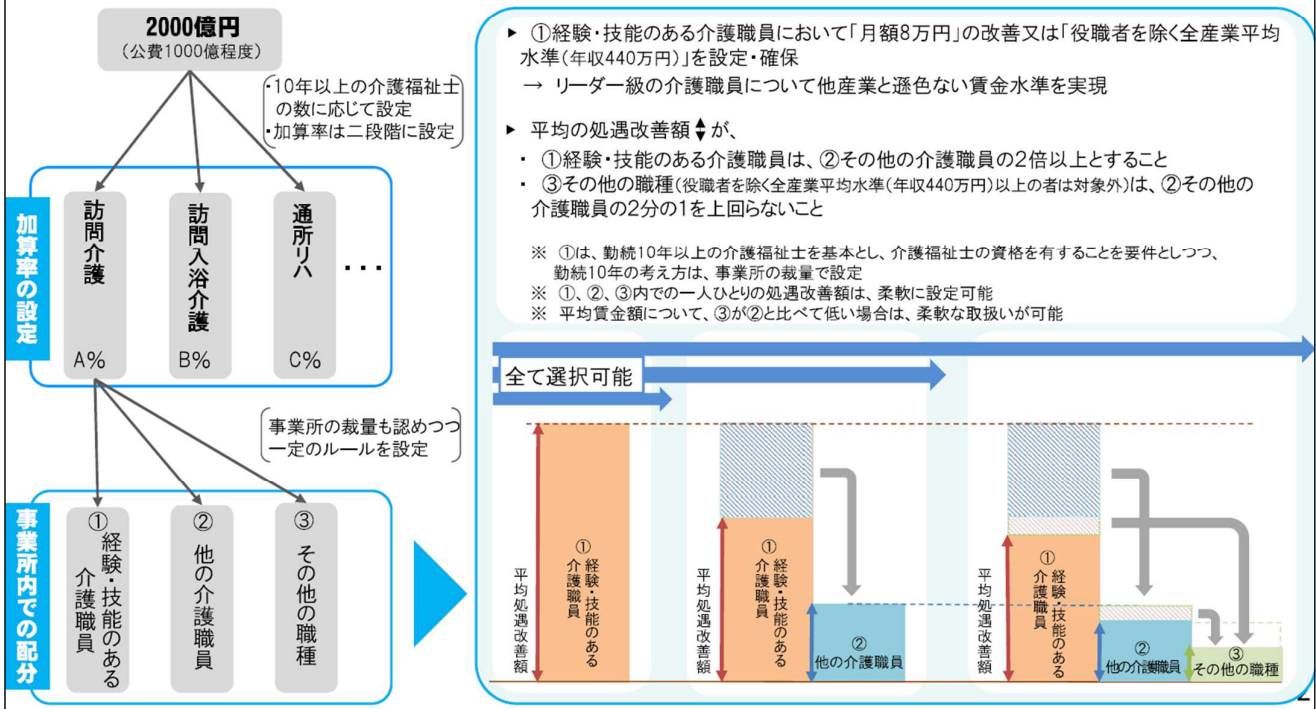 2000億円
（公費1000億程度）
・10年以上の介護福祉士
の数に応じて設定
・加算率は二段階に設定
加算率の設定
訪問介護
A%
訪問入浴介護
B%
通所リハ
C%
・・・
事業所の裁量も認めつつ
一定のルールを設定
事業所内での配分
①
経験・技能のある
介護職員
②
他の介護職員
③
その他の職種
▶ ①経験・技能のある介護職員において「月額8万円」の改善又は「役職者を除く全産業平均
水準（年収440万円）」を設定・確保
→ リーダー級の介護職員について他産業と遜色ない賃金水準を実現
▶ 平均の処遇改善額 が、
・ ①経験・技能のある介護職員は、②その他の介護職員の2倍以上とすること
・ ③その他の職種（役職者を除く全産業平均水準（年収440万円）以上の者は対象外）は、②その他の
介護職員の2分の1を上回らないこと
※ ①は、勤続10年以上の介護福祉士を基本とし、介護福祉士の資格を有することを要件としつつ、
勤続10年の考え方は、事業所の裁量で設定
※ ①、②、③内での一人ひとりの処遇改善額は、柔軟に設定可能
※ 平均賃金額について、③が②と比べて低い場合は、柔軟な取扱いが可能
全て選択可能
平均処遇改善額
①
経験・技能のある
介護職員
平均処遇改善額
①
経験・技能のある
介護職員
②
他の介護職員
平均処遇改善額
①
経験・技能のある
介護職員
②
他の介護職員
③
その他の職種
2